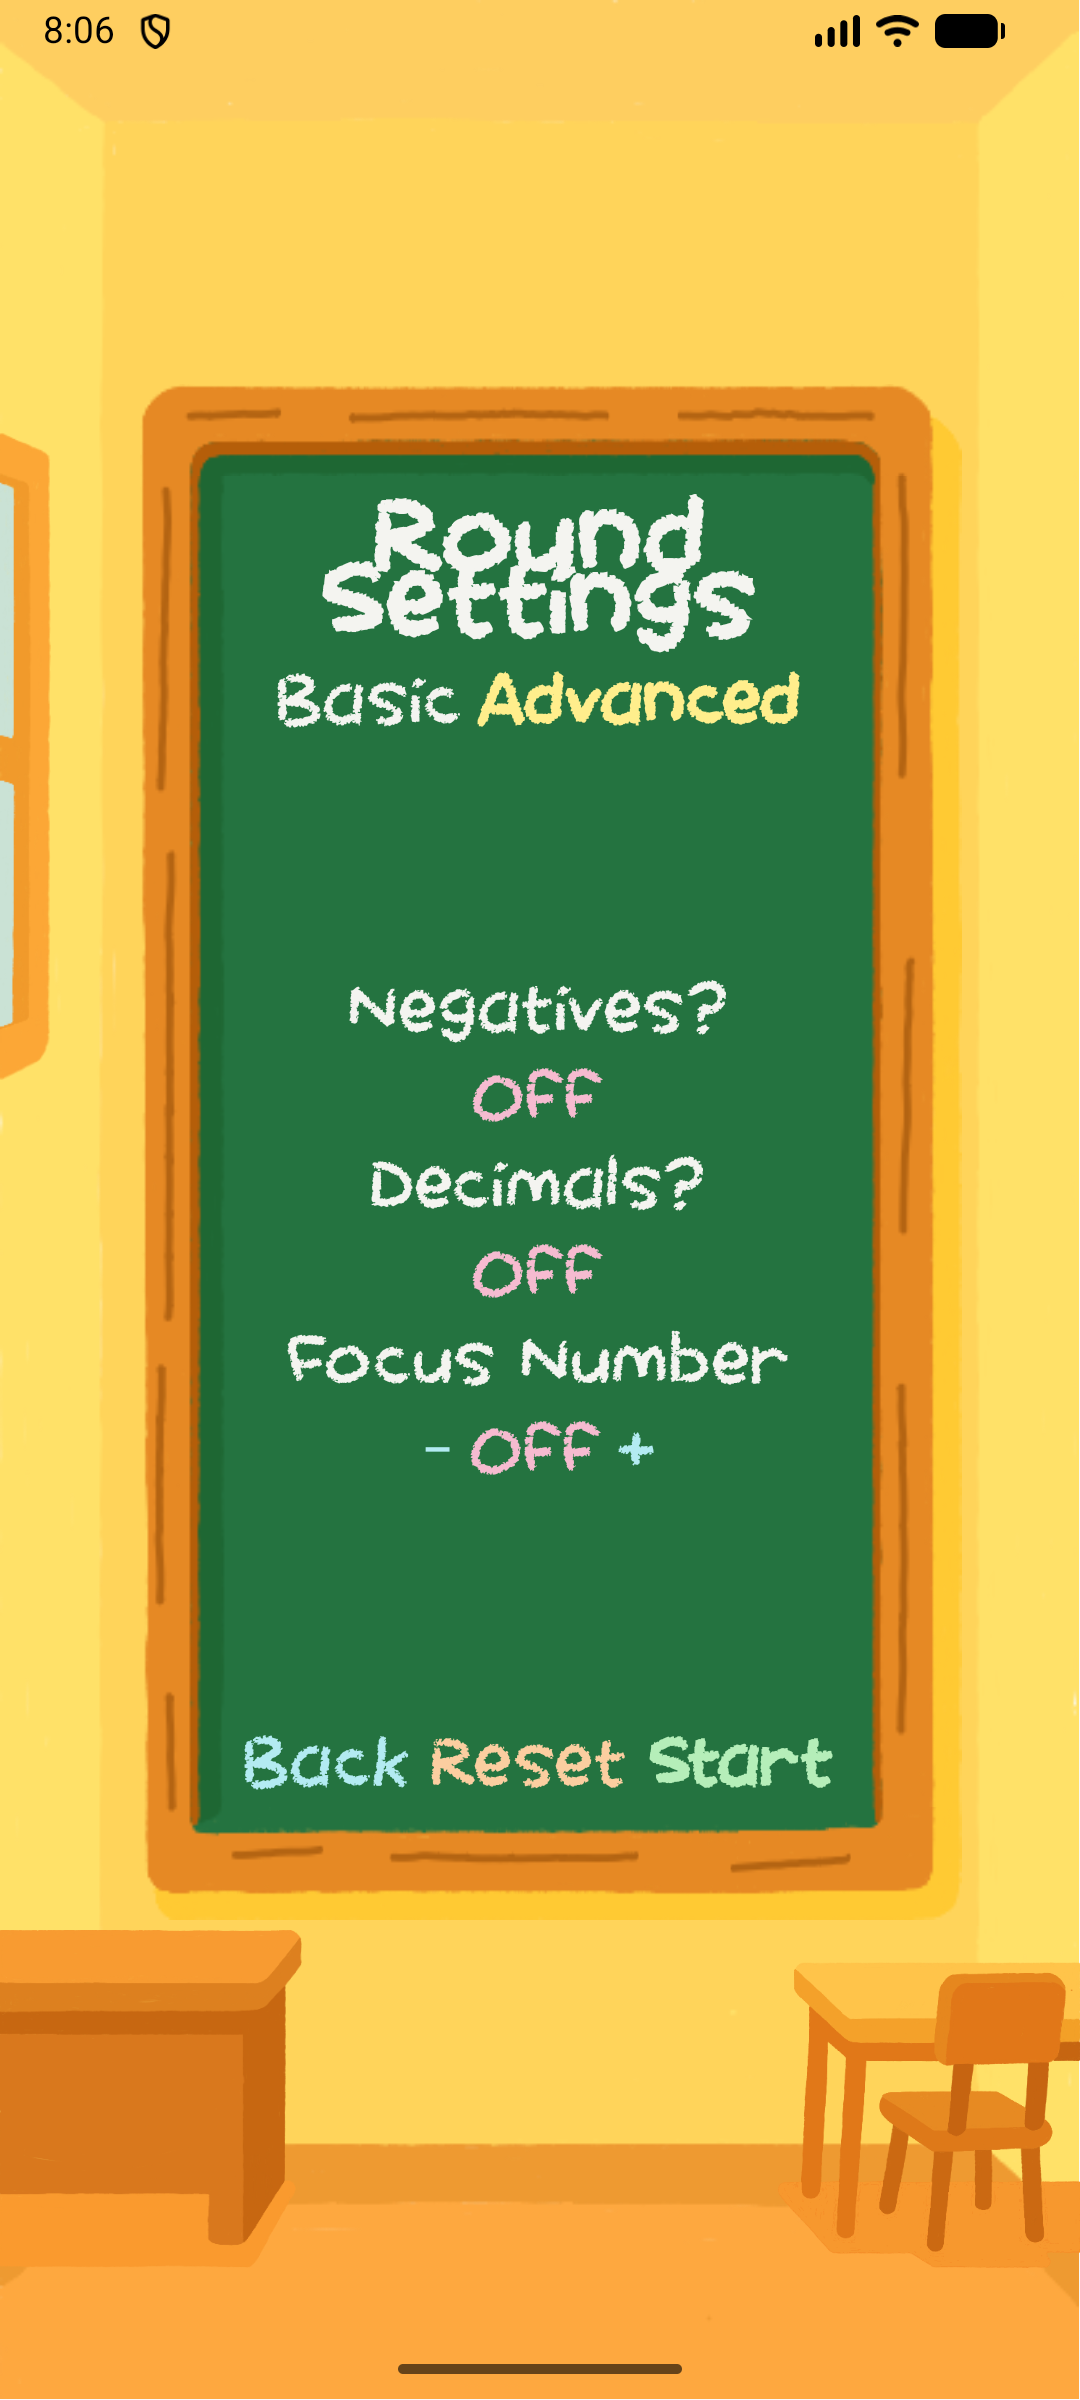 8:06
Round
Settings
Basic Advanced
Negatives?
OFF
Decimals?
OFF
Focus Number
- OFF +
Back Reset Start